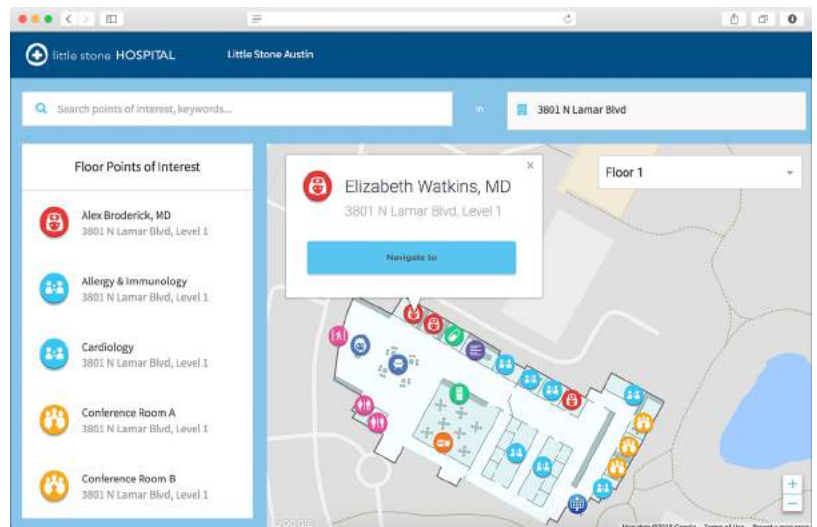 little stone HOSPITAL
Little Stone Austin
Search points of interest, keywords...
in
3801 N Lamar Blvd
Floor Points of Interest
Alex Broderick, MD
3801 N Lamar Blvd, Level 1
Allergy & Immunology
3801 N Lamar Blvd, Level 1
Cardiology
3801 N Lamar Blvd, Level 1
Conference Room A
3801 N Lamar Blvd, Level 1
Conference Room B
3801 N Lamar Blvd, Level 1
Elizabeth Watkins, MD
3801 N Lamar Blvd, Level 1
Navigate to
Floor 1
Google